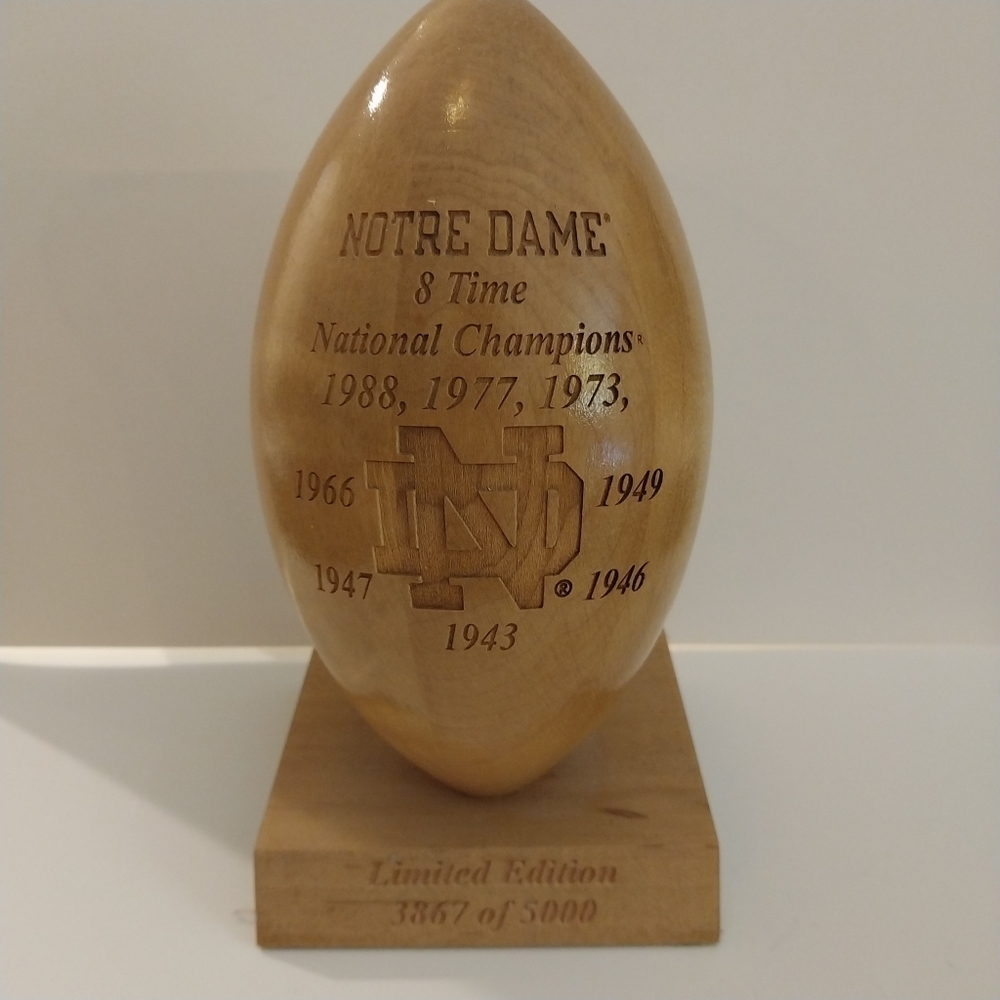 NOTRE DAME®
8 Time
National Champions®
1988, 1977, 1973,
1966 ND 1949
1947 ® 1946
1943
Limited Edition
3867 of 5000